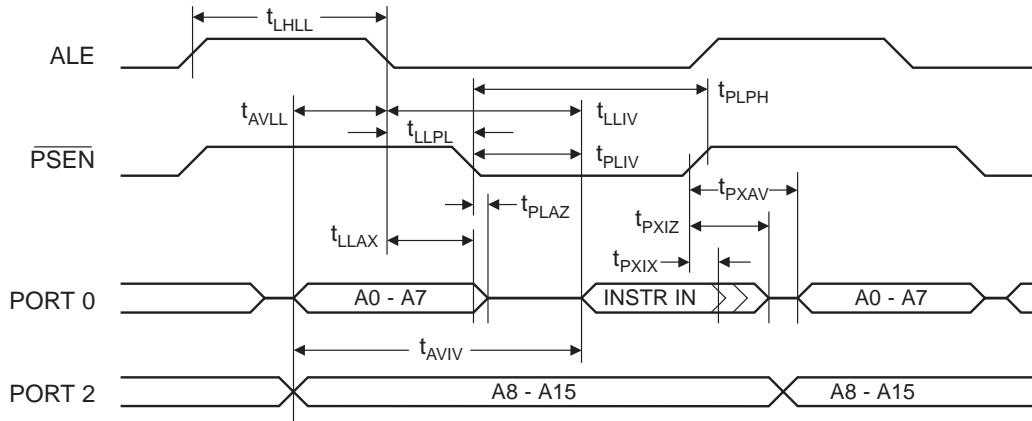 tLHLL
ALE
tPLPH
tAVLL
tLLIV
tLLPL
PSEN
tPLIV
tPXAV
tPLAZ
tPXIZ
tLLAX
tPXIX
PORT 0
A0 - A7
INSTR IN
A0 - A7
tAVIV
PORT 2
A8 - A15
A8 - A15